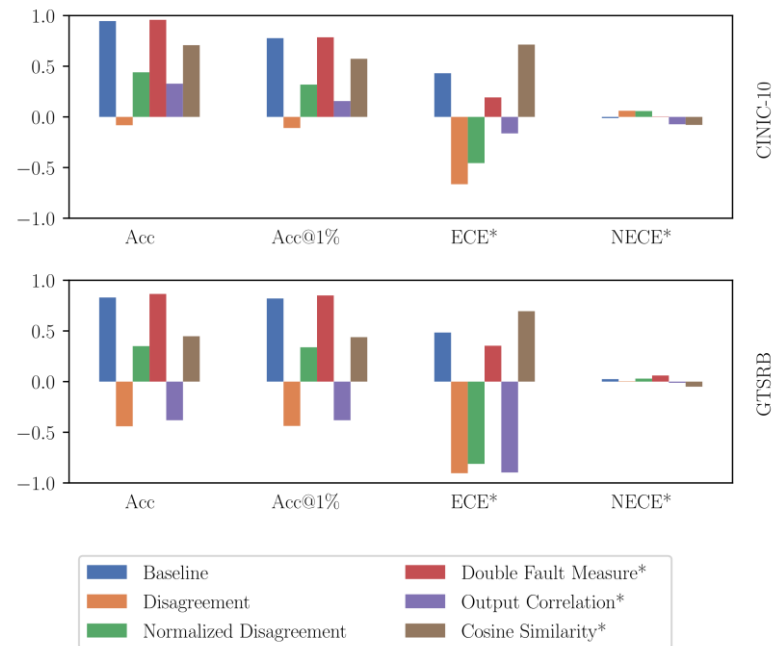 1.0
0.5
0.0
−0.5
−1.0
Acc Acc@1% ECE* NECE*
CINIC-10
1.0
0.5
0.0
−0.5
−1.0
Acc Acc@1% ECE* NECE*
GTSRB
Baseline
Disagreement
Normalized Disagreement
Double Fault Measure*
Output Correlation*
Cosine Similarity*